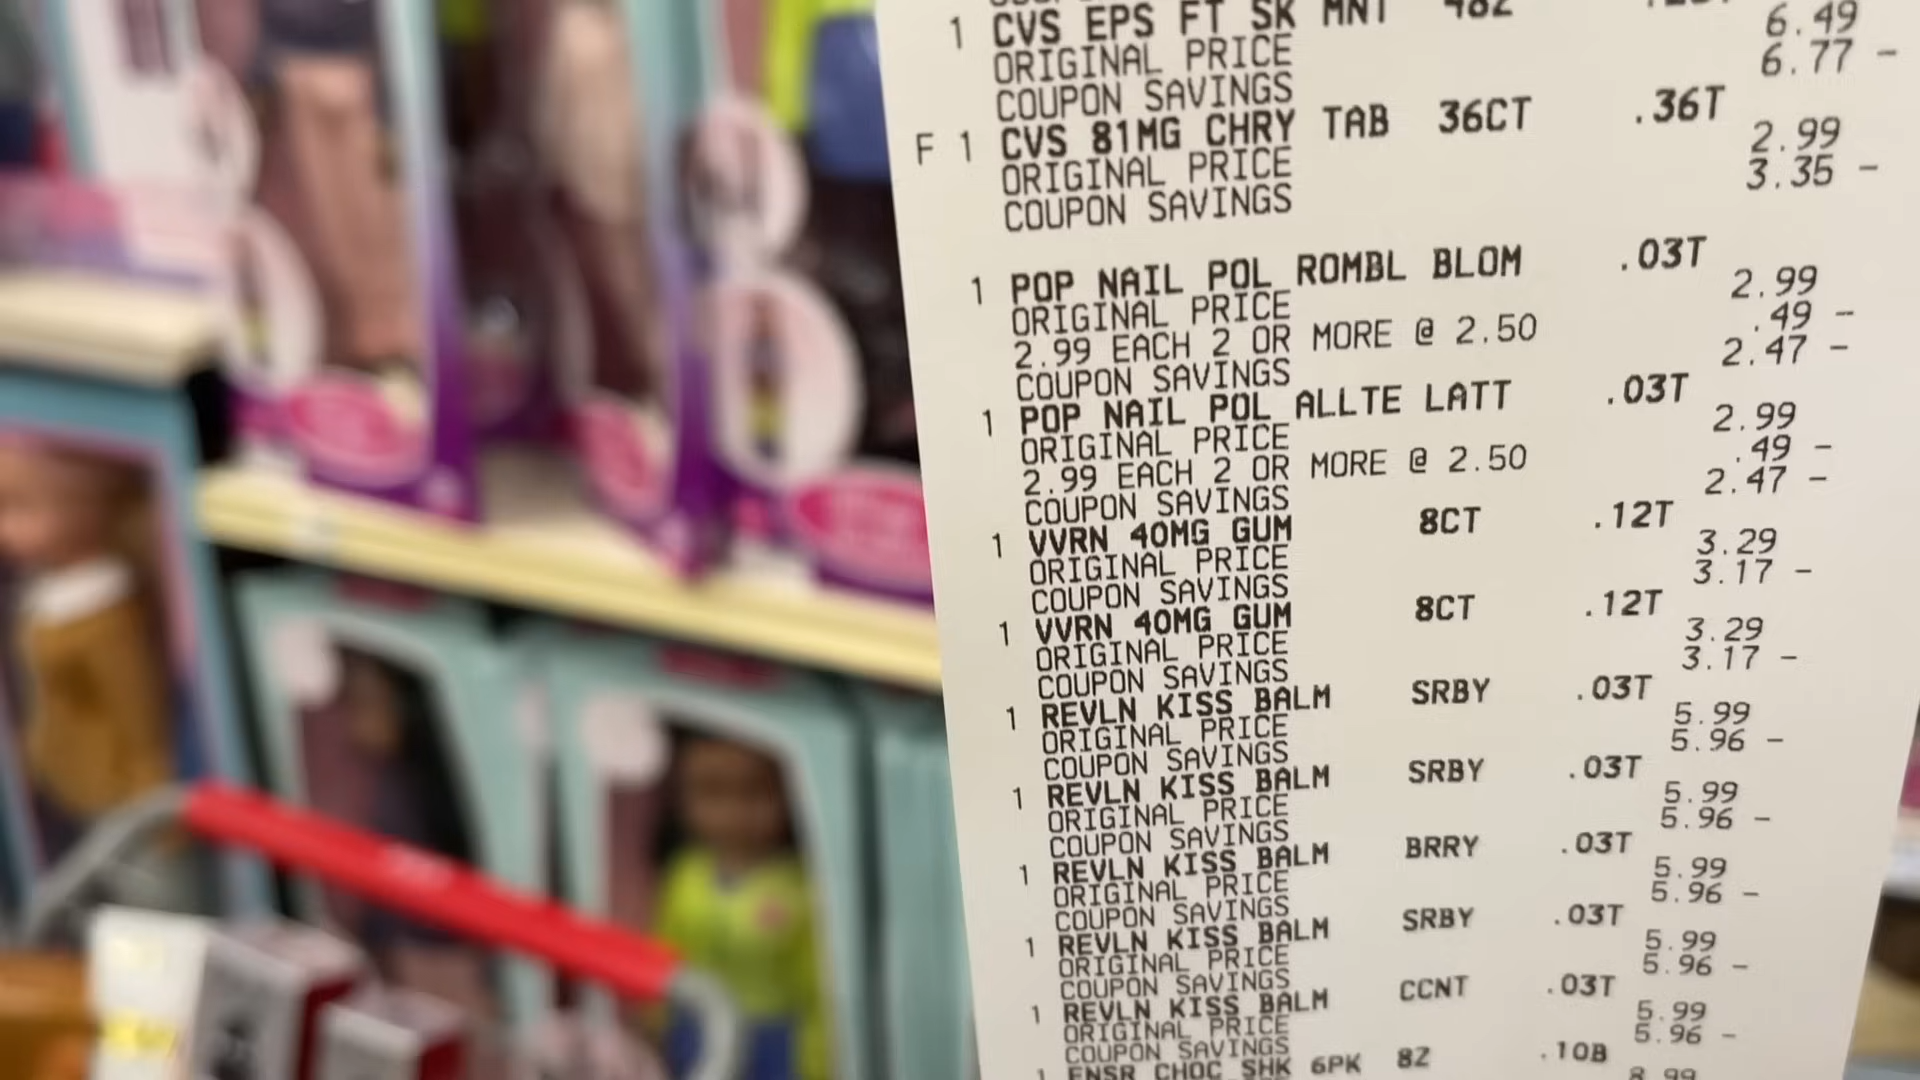 1 CVS EPS FT SK MNT 48Z
ORIGINAL PRICE 6.49
COUPON SAVINGS 6.77 -
F 1 CVS 81MG CHRY TAB 36CT .36T
ORIGINAL PRICE 2.99
COUPON SAVINGS 3.35 -
1 POP NAIL POL ROMBL BLOM .03T
ORIGINAL PRICE 2.99
2.99 EACH 2 OR MORE @ 2.50 .49 -
COUPON SAVINGS 2.47 -
1 POP NAIL POL ALLTE LATT .03T
ORIGINAL PRICE 2.99
2.99 EACH 2 OR MORE @ 2.50 .49 -
COUPON SAVINGS 2.47 -
1 VVRN 40MG GUM 8CT .12T
ORIGINAL PRICE 3.29
COUPON SAVINGS 3.17 -
1 VVRN 40MG GUM 8CT .12T
ORIGINAL PRICE 3.29
COUPON SAVINGS 3.17 -
1 REVLN KISS BALM SRBY .03T
ORIGINAL PRICE 5.99
COUPON SAVINGS 5.96 -
1 REVLN KISS BALM SRBY .03T
ORIGINAL PRICE 5.99
COUPON SAVINGS 5.96 -
1 REVLN KISS BALM BRRY .03T
ORIGINAL PRICE 5.99
COUPON SAVINGS 5.96 -
1 REVLN KISS BALM SRBY .03T
ORIGINAL PRICE 5.99
COUPON SAVINGS 5.96 -
1 REVLN KISS BALM CCNT .03T
ORIGINAL PRICE 5.99
COUPON SAVINGS 5.96 -
1 ENSR CHOC SHK 6PK 8Z .10B
8.99